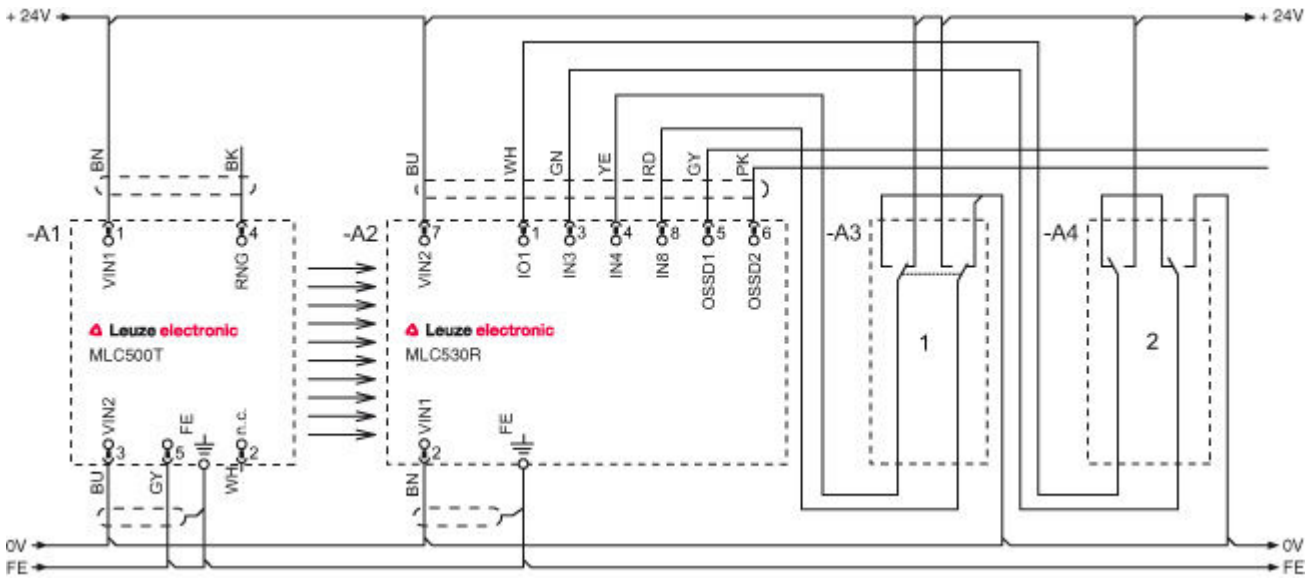 + 24V
+ 24V
BN
BK
BU
WH
GN
YE
RD
GY
PK
-A1
1
4
-A2
7
1
3
4
8
5
6
-A3
-A4
VIN1
RNG
VIN2
IO1
IN3
IN4
IN8
OSSD1
OSSD2
Leuze electronic
MLC500T
Leuze electronic
MLC530R
1
2
VIN2
FE
n.c.
VIN1
FE
3
5
2
2
BU
GY
WH
BN
0V
0V
FE
FE